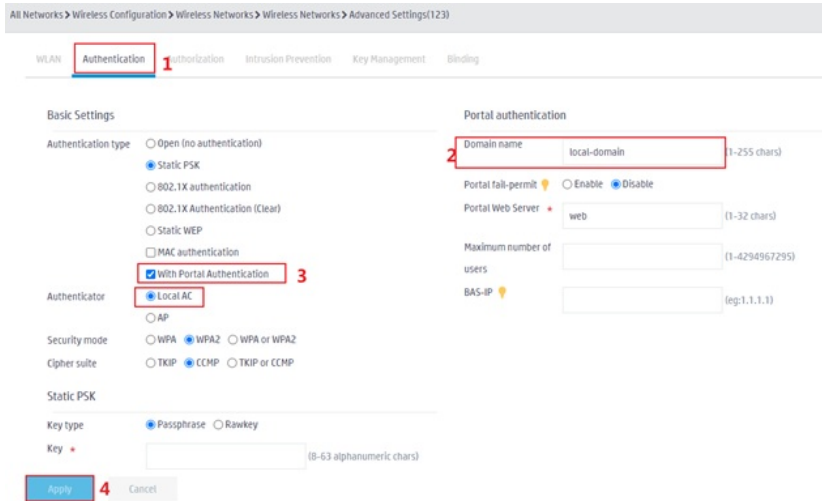 All Networks > Wireless Configuration > Wireless Networks > Wireless Networks > Advanced Settings(123)
WLAN Authentication 1 Authorization Intrusion Prevention Key Management Binding
Basic Settings
Authentication type Open (no authentication)
Static PSK
802.1X authentication
802.1X Authentication (Clear)
Static WEP
MAC authentication
With Portal Authentication 3
Authenticator Local AC
AP
Security mode WPA WPA2 WPA or WPA2
Cipher suite TKIP CCMP TKIP or CCMP
Static PSK
Key type Passphrase Rawkey
Key * (8-63 alphanumeric chars)
Apply 4 Cancel
Portal authentication
2 Domain name local-domain (1-255 chars)
Portal fail-permit Enable Disable
Portal Web Server * web (1-32 chars)
Maximum number of
users (1-4294967295)
BAS-IP (eg:1.1.1.1)